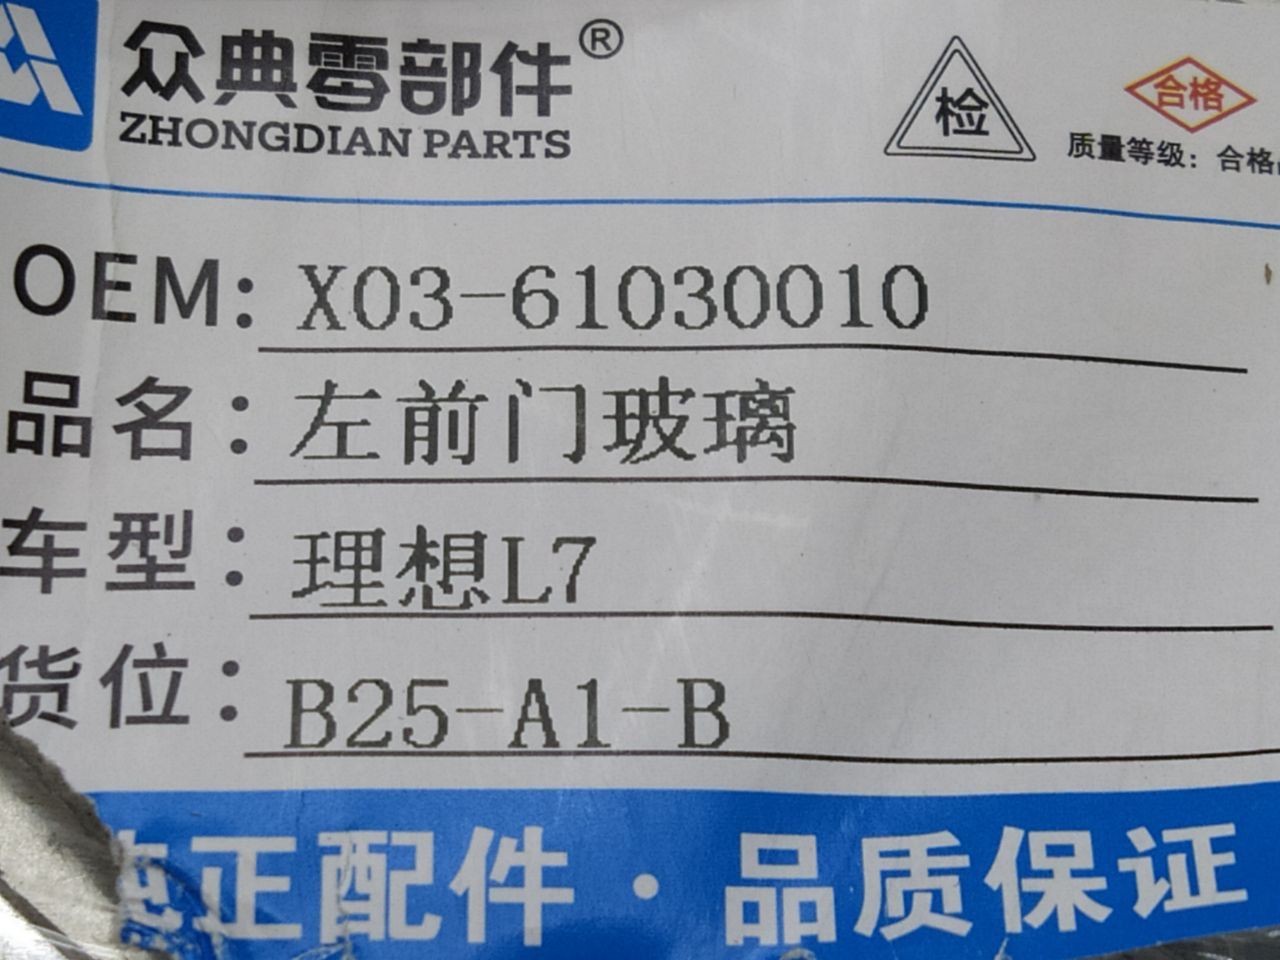 众典零部件®
ZHONGDIAN PARTS
检
合格
质量等级：合格
OEM：X03-61030010
品名：左前门玻璃
车型：理想L7
货位：B25-A1-B
纯正配件·品质保证